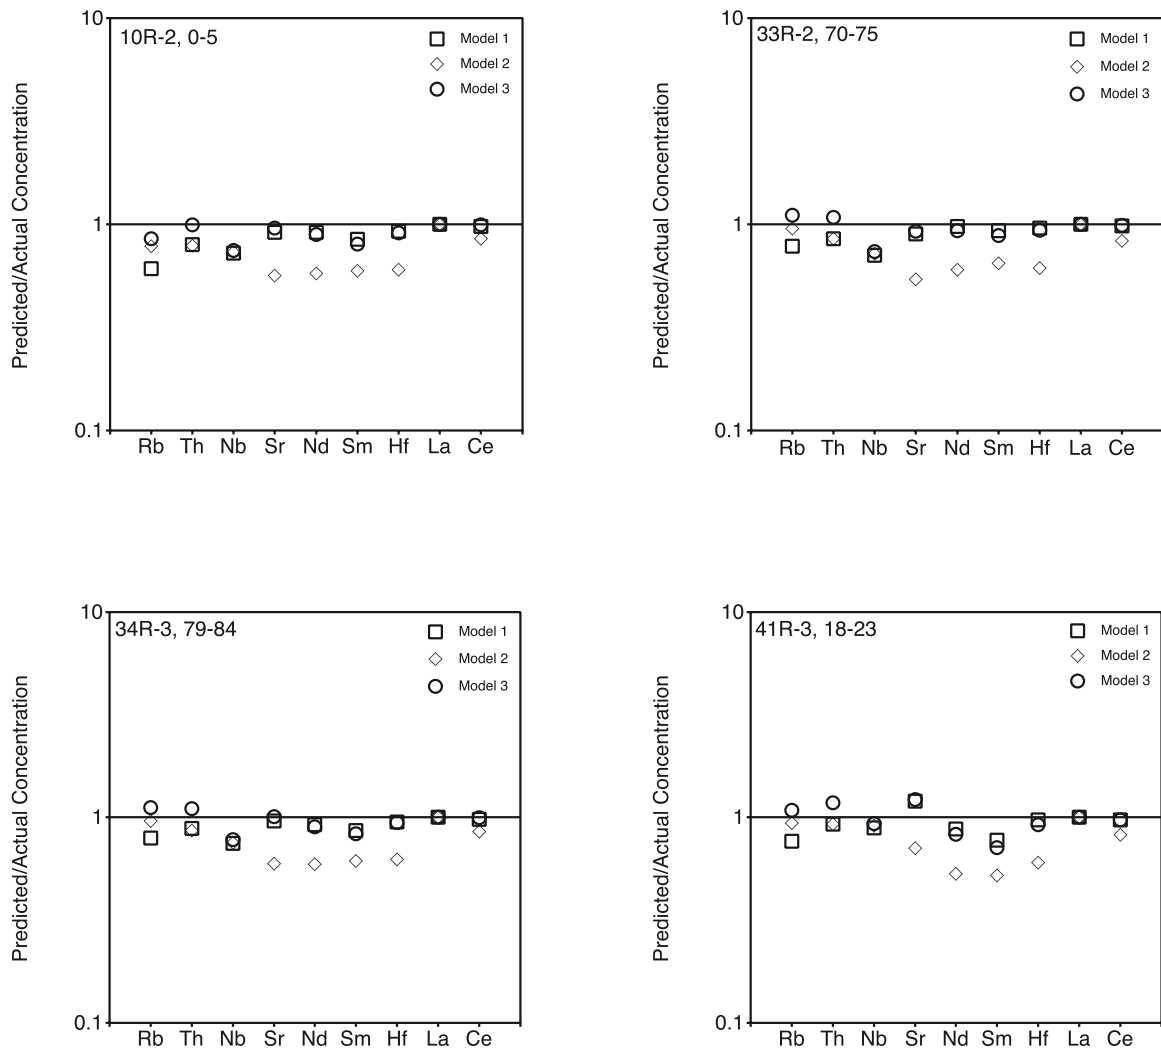 10
10R-2, 0-5
Model 1
Model 2
Model 3
Predicted/Actual Concentration
1
0.1
Rb Th Nb Sr Nd Sm Hf La Ce
10
33R-2, 70-75
Model 1
Model 2
Model 3
Predicted/Actual Concentration
1
0.1
Rb Th Nb Sr Nd Sm Hf La Ce
10
34R-3, 79-84
Model 1
Model 2
Model 3
Predicted/Actual Concentration
1
0.1
Rb Th Nb Sr Nd Sm Hf La Ce
10
41R-3, 18-23
Model 1
Model 2
Model 3
Predicted/Actual Concentration
1
0.1
Rb Th Nb Sr Nd Sm Hf La Ce